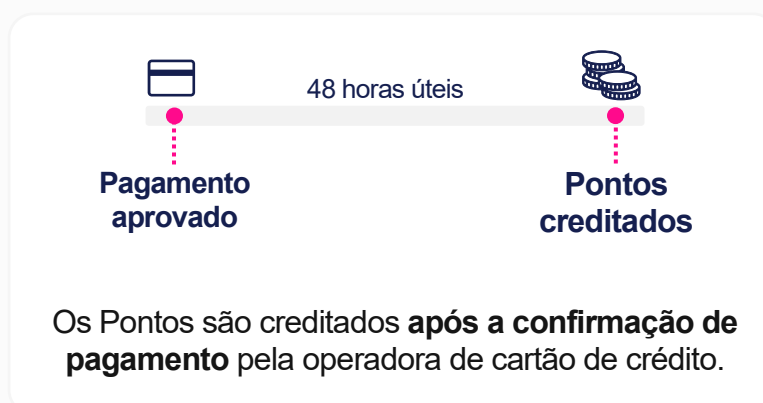 48 horas úteis
Pagamento
aprovado
Pontos
creditados
Os Pontos são creditados após a confirmação de
pagamento pela operadora de cartão de crédito.